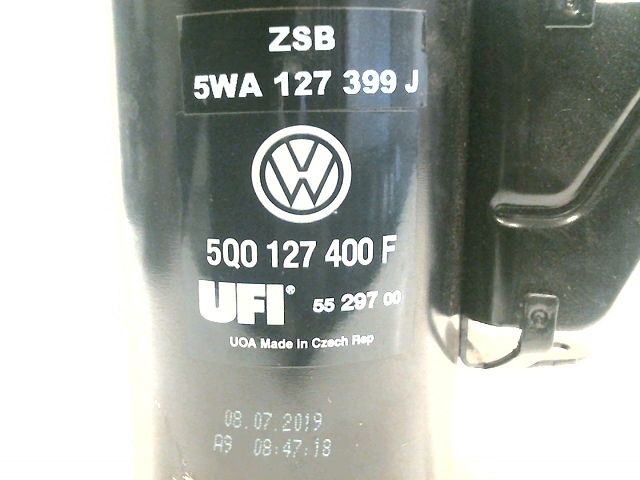 ZSB
5WA 127 399 J
5Q0 127 400 F
UFI® 55 297 00
UOA Made in Czech Rep
08.07.2019
A9 08:47:18